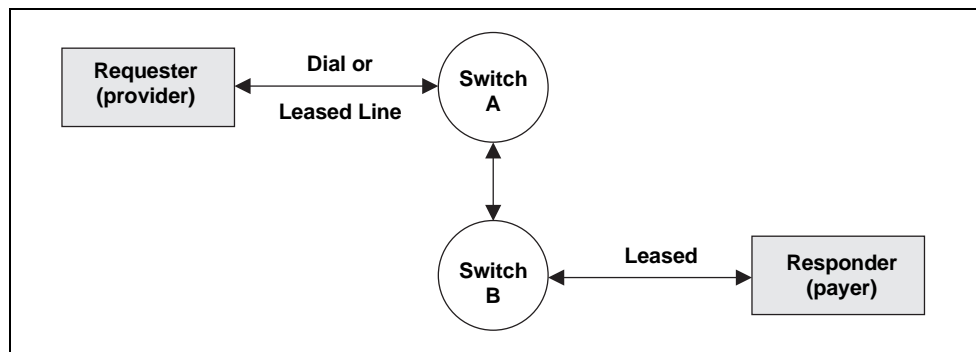 Requester
(provider)
Dial or
Leased Line
Switch
A
Switch
B
Leased
Responder
(payer)